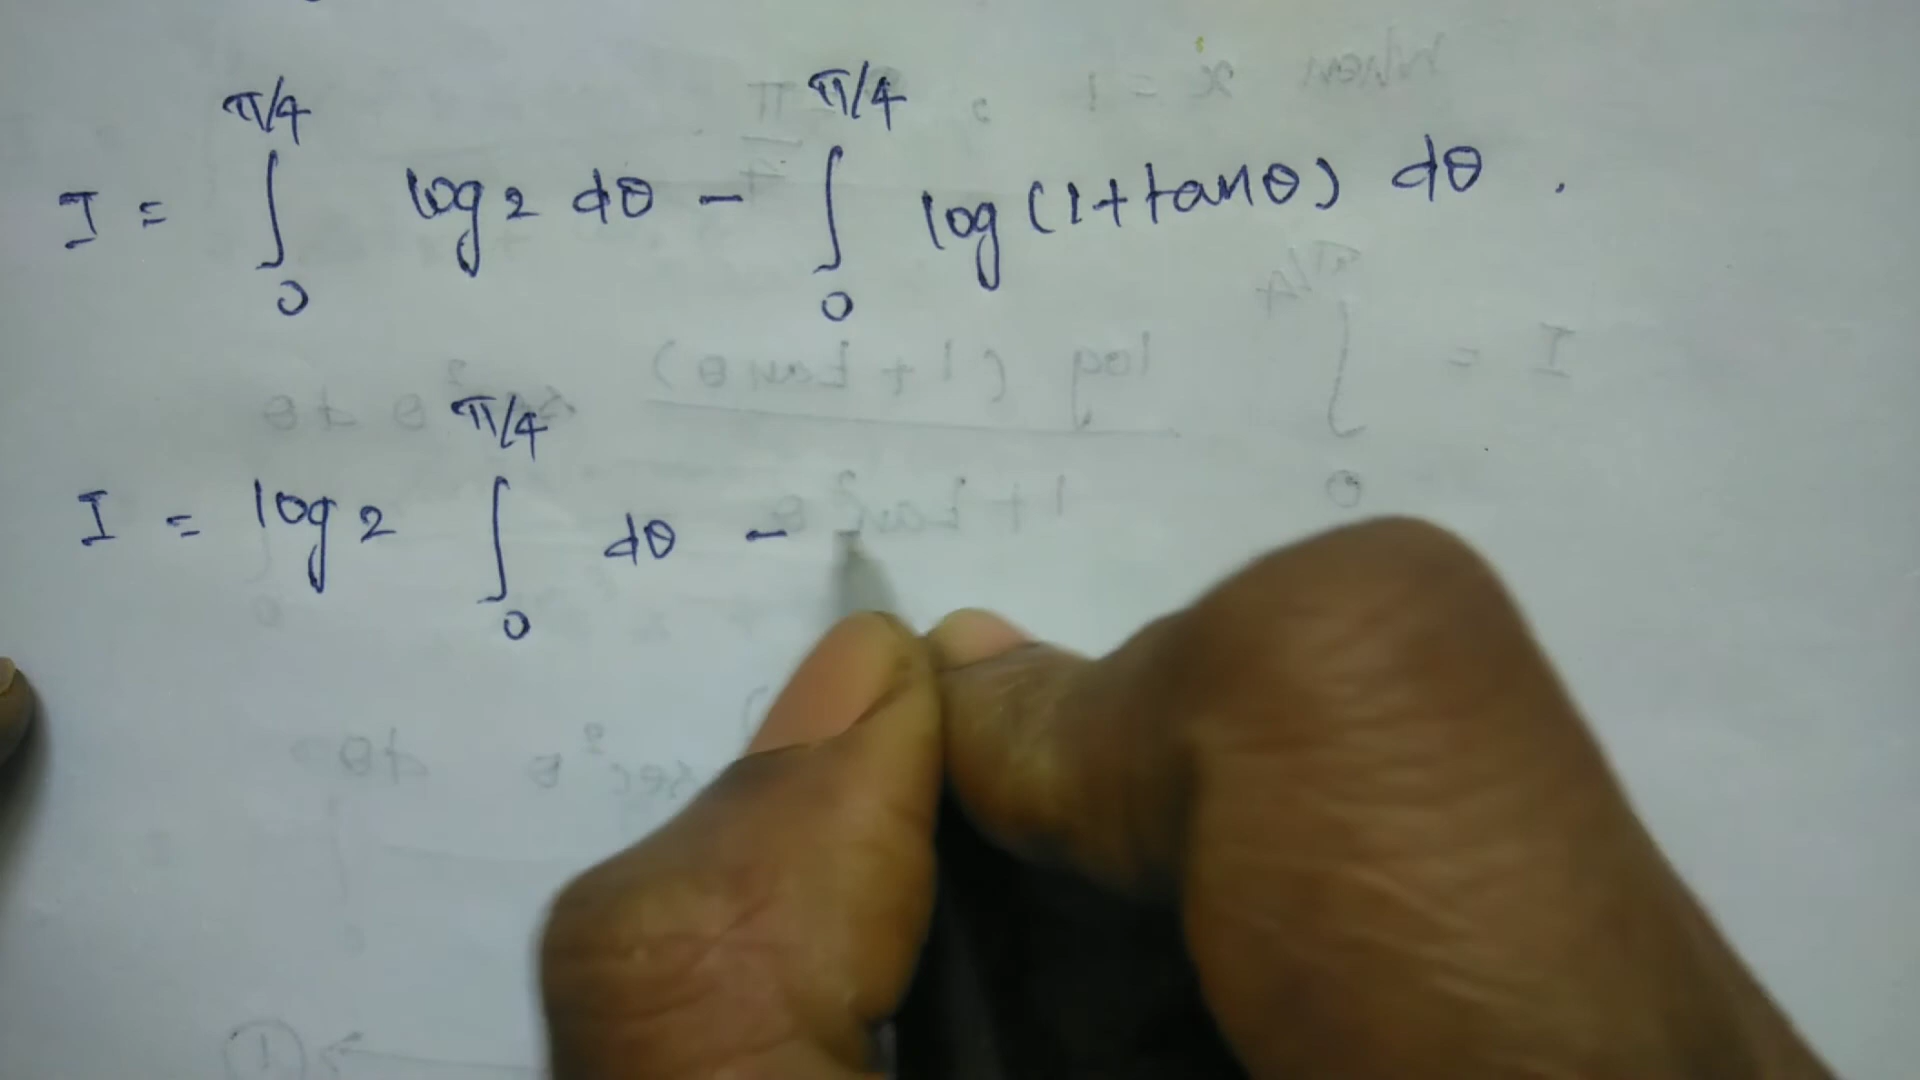 I = ∫₀^π/4 log 2 dθ - ∫₀^π/4 log (1+tanθ) dθ .
I = log 2 ∫₀^π/4 dθ -